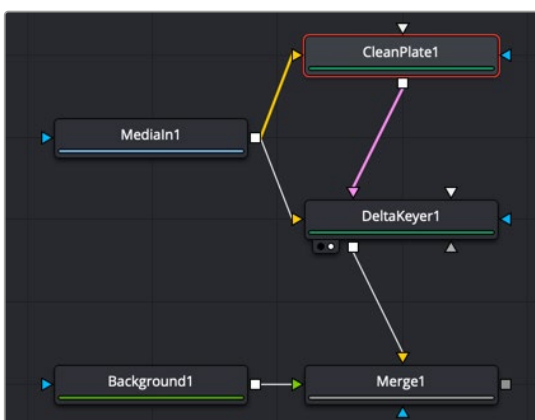 CleanPlate1
MediaIn1
DeltaKeyer1
Background1
Merge1